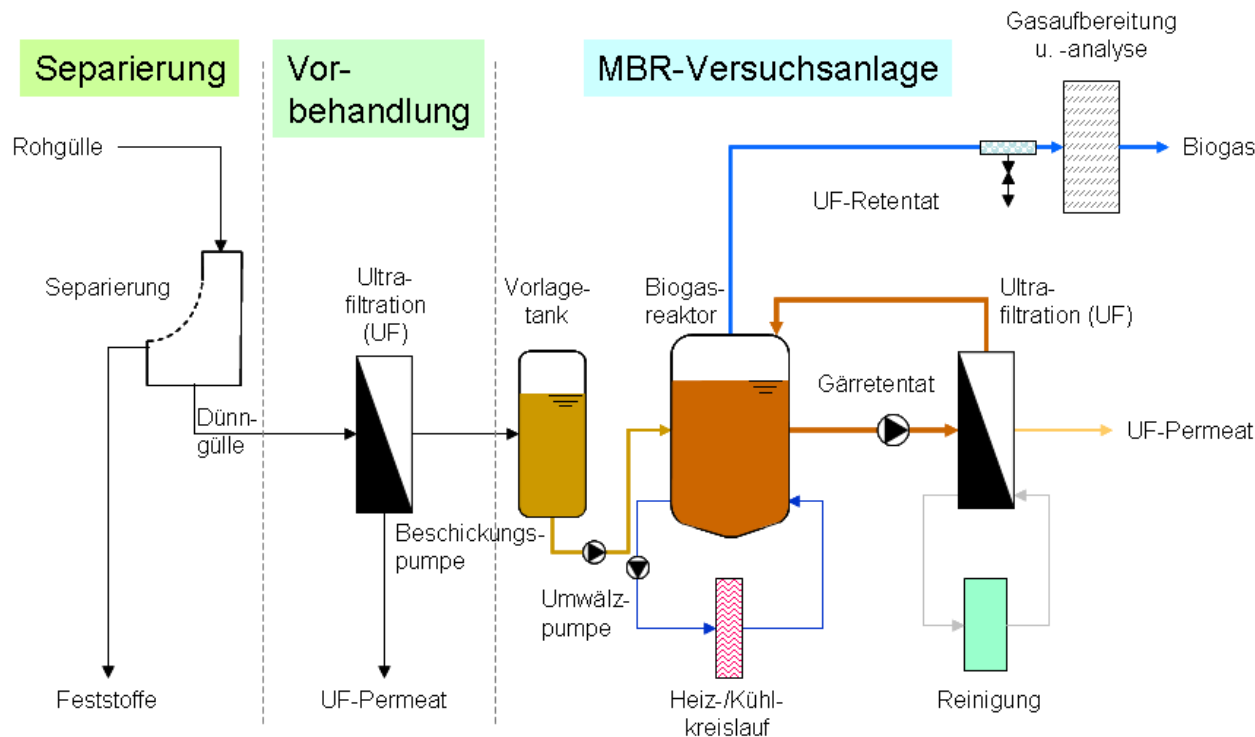 Separierung
Vor-
behandlung
MBR-Versuchsanlage
Gasaufbereitung
u. -analyse
Rohgülle
Biogas
UF-Retentat
Separierung
Ultra-
filtration
(UF)
Vorlage-
tank
Biogas-
reaktor
Ultra-
filtration (UF)
Gärretentat
Dünn-
gülle
UF-Permeat
Beschickungs-
pumpe
Umwälz-
pumpe
Feststoffe
UF-Permeat
Heiz-/Kühl-
kreislauf
Reinigung